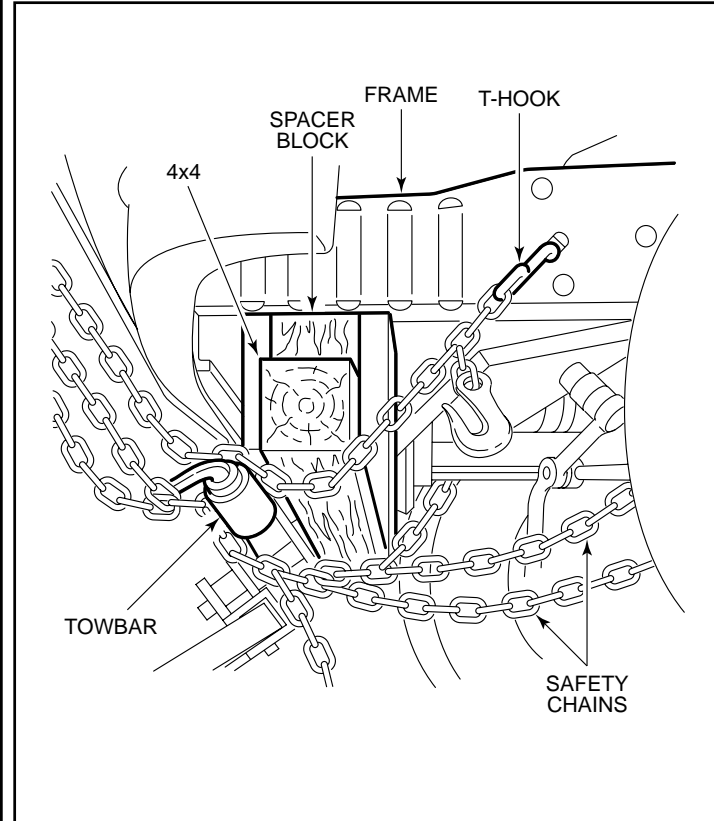 FRAME
T-HOOK
SPACER
BLOCK
4x4
TOWBAR
SAFETY
CHAINS